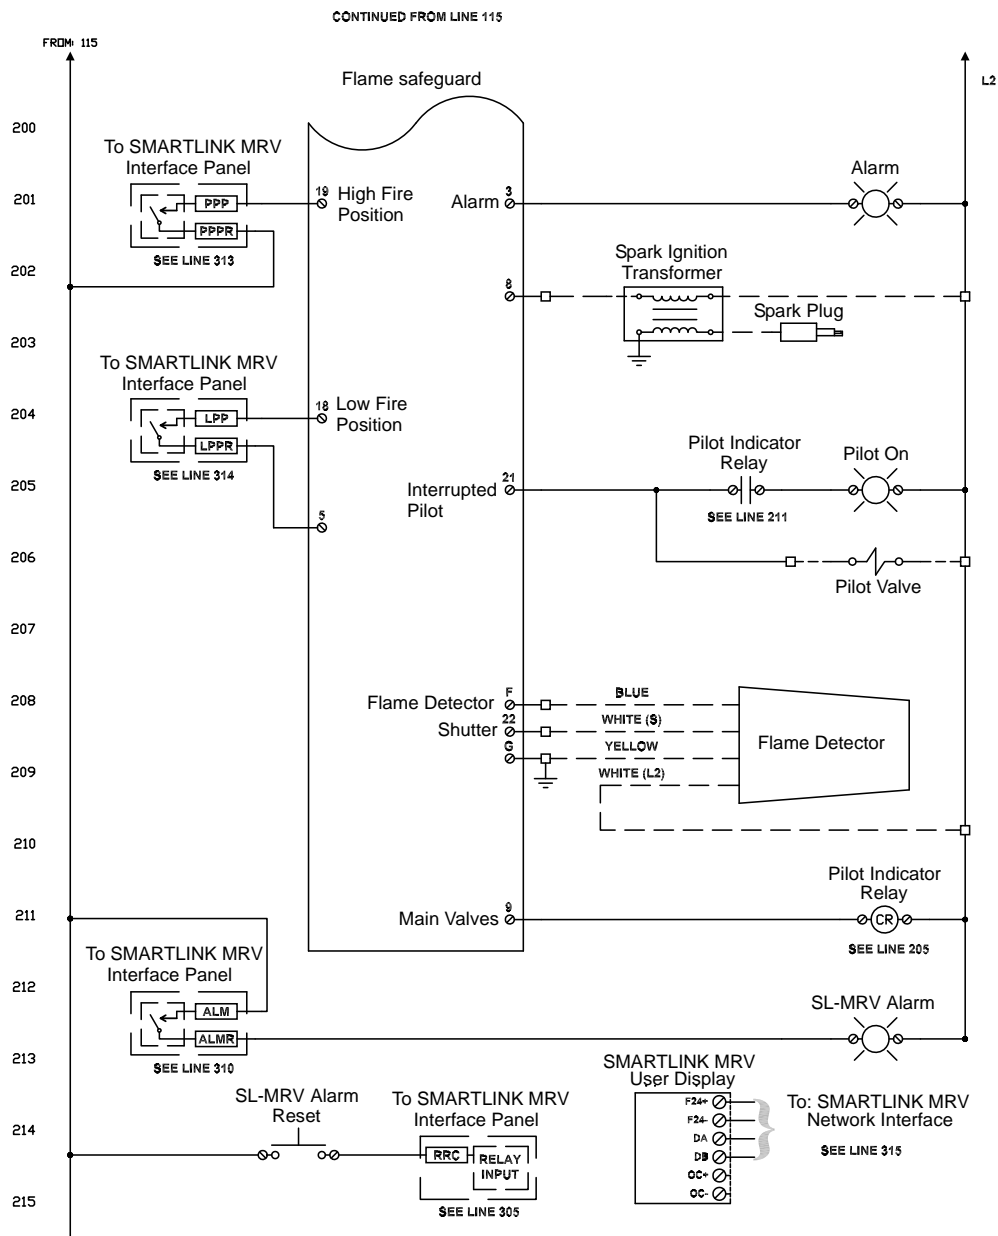 CONTINUED FROM LINE 115
FROM: 115
L2
Flame safeguard
200
To SMARTLINK MRV
Interface Panel
Alarm
201
PPP
19
High Fire
Position
Alarm
3
PPPR
SEE LINE 313
202
Spark Ignition
Transformer
8
Spark Plug
203
To SMARTLINK MRV
Interface Panel
204
LPP
18
Low Fire
Position
LPPR
SEE LINE 314
Pilot Indicator
Relay
Pilot On
205
Interrupted
Pilot
21
SEE LINE 211
5
206
Pilot Valve
207
208
Flame Detector
F
BLUE
Shutter
22
WHITE (S)
G
YELLOW
Flame Detector
209
WHITE (L2)
210
Pilot Indicator
Relay
211
Main Valves
9
CR
SEE LINE 205
To SMARTLINK MRV
Interface Panel
212
ALM
SL-MRV Alarm
ALMR
213
SEE LINE 310
SMARTLINK MRV
User Display
SL-MRV Alarm
Reset
To SMARTLINK MRV
Interface Panel
F24+
F24-
DA
DB
OC+
OC-
To: SMARTLINK MRV
Network Interface
SEE LINE 315
214
RRC
RELAY
INPUT
215
SEE LINE 305